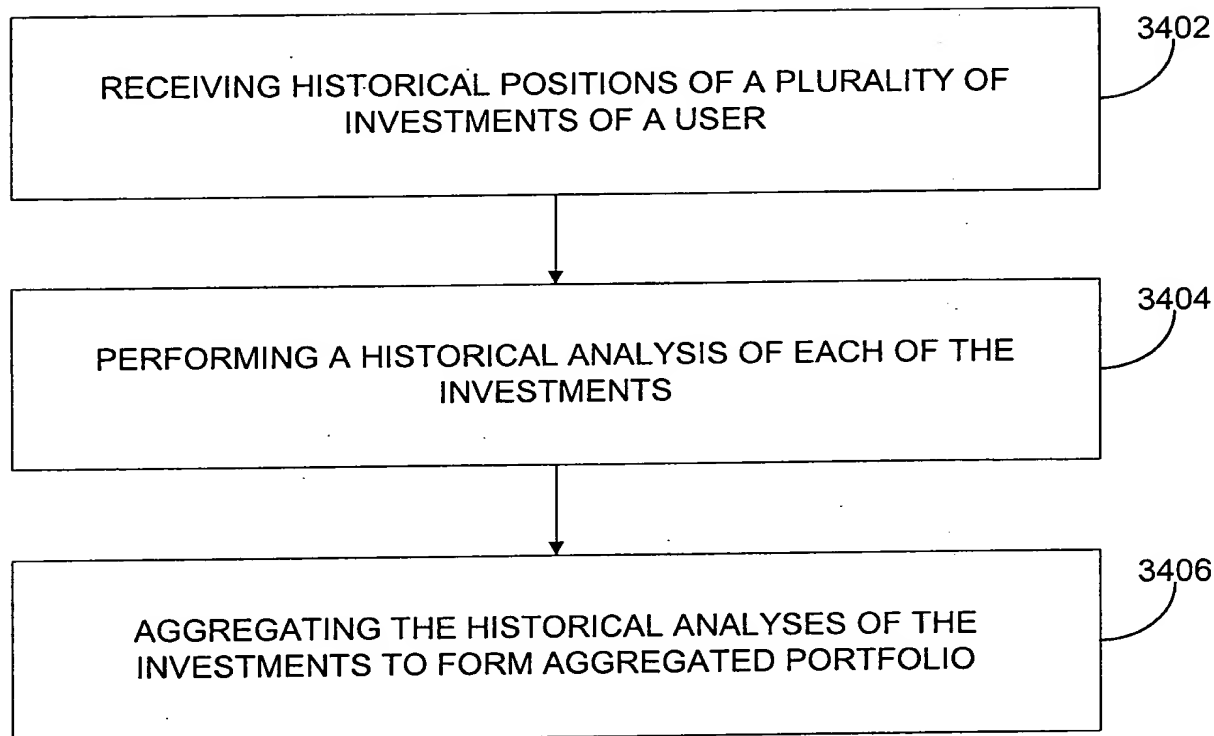 3402
RECEIVING HISTORICAL POSITIONS OF A PLURALITY OF
INVESTMENTS OF A USER
3404
PERFORMING A HISTORICAL ANALYSIS OF EACH OF THE
INVESTMENTS
3406
AGGREGATING THE HISTORICAL ANALYSES OF THE
INVESTMENTS TO FORM AGGREGATED PORTFOLIO